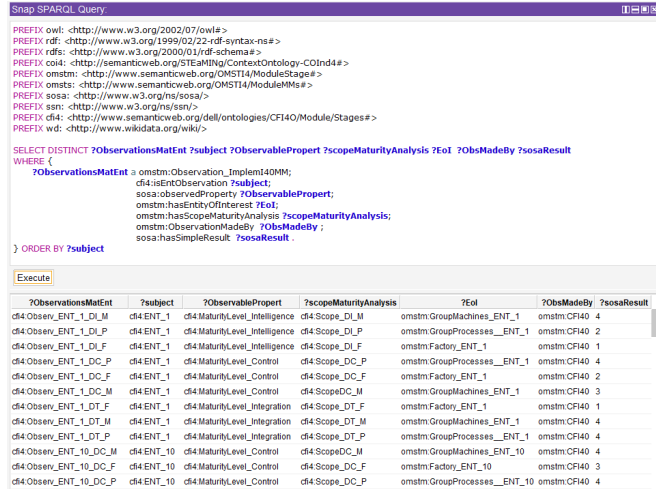 Snap SPARQL Query:
PREFIX owl: <http://www.w3.org/2002/07/owl#>
PREFIX rdf: <http://www.w3.org/1999/02/22-rdf-syntax-ns#>
PREFIX rdfs: <http://www.w3.org/2000/01/rdf-schema#>
PREFIX coi4: <http://semanticweb.org/STEaMINg/ContextOntology-COInd4#>
PREFIX omstm: <http://www.semanticweb.org/OMSTI4/ModuleStage#>
PREFIX omsts: <http://www.semanticweb.org/OMSTI4/ModuleMMs#>
PREFIX sosa: <http://www.w3.org/ns/sosa/>
PREFIX ssn: <http://www.w3.org/ns/ssn/>
PREFIX cfi4: <http://www.semanticweb.org/dell/ontologies/CFI4O/Module/Stages#>
PREFIX wd: <http://www.wikidata.org/wiki/>
SELECT DISTINCT ?ObservationsMatEnt ?subject ?ObservablePropert ?scopeMaturityAnalysis ?EoI ?ObsMadeBy ?sosaResult
WHERE {
?ObservationsMatEnt a omstm:Observation_ImplemI40MM;
cfi4:isEntObservation ?subject;
sosa:observedProperty ?ObservablePropert;
omstm:hasEntityOfInterest ?EoI;
omstm:hasScopeMaturityAnalysis ?scopeMaturityAnalysis;
omstm:ObservationMadeBy ?ObsMadeBy ;
sosa:hasSimpleResult ?sosaResult .
} ORDER BY ?subject
Execute
?ObservationsMatEnt ?subject ?ObservablePropert ?scopeMaturityAnalysis ?EoI ?ObsMadeBy ?sosaResult
cfi4:Observ_ENT_1_DI_M cfi4:ENT_1 cfi4:MaturityLevel_Intelligence cfi4:Scope_DI_M omstm:GroupMachines_ENT_1 omstm:CFI40 4
cfi4:Observ_ENT_1_DI_P cfi4:ENT_1 cfi4:MaturityLevel_Intelligence cfi4:Scope_DI_P omstm:GroupProcesses__ENT_1 omstm:CFI40 2
cfi4:Observ_ENT_1_DI_F cfi4:ENT_1 cfi4:MaturityLevel_Intelligence cfi4:Scope_DI_F omstm:Factory_ENT_1 omstm:CFI40 1
cfi4:Observ_ENT_1_DC_P cfi4:ENT_1 cfi4:MaturityLevel_Control cfi4:Scope_DC_P omstm:GroupProcesses__ENT_1 omstm:CFI40 4
cfi4:Observ_ENT_1_DC_F cfi4:ENT_1 cfi4:MaturityLevel_Control cfi4:Scope_DC_F omstm:Factory_ENT_1 omstm:CFI40 2
cfi4:Observ_ENT_1_DC_M cfi4:ENT_1 cfi4:MaturityLevel_Control cfi4:ScopeDC_M omstm:GroupMachines_ENT_1 omstm:CFI40 3
cfi4:Observ_ENT_1_DT_F cfi4:ENT_1 cfi4:MaturityLevel_Integration cfi4:Scope_DT_F omstm:Factory_ENT_1 omstm:CFI40 1
cfi4:Observ_ENT_1_DT_M cfi4:ENT_1 cfi4:MaturityLevel_Integration cfi4:Scope_DT_M omstm:GroupMachines_ENT_1 omstm:CFI40 4
cfi4:Observ_ENT_1_DT_P cfi4:ENT_1 cfi4:MaturityLevel_Integration cfi4:Scope_DT_P omstm:GroupProcesses__ENT_1 omstm:CFI40 4
cfi4:Observ_ENT_10_DC_M cfi4:ENT_10 cfi4:MaturityLevel_Control cfi4:ScopeDC_M omstm:GroupMachines_ENT_10 omstm:CFI40 4
cfi4:Observ_ENT_10_DC_F cfi4:ENT_10 cfi4:MaturityLevel_Control cfi4:Scope_DC_F omstm:Factory_ENT_10 omstm:CFI40 3
cfi4:Observ_ENT_10_DC_P cfi4:ENT_10 cfi4:MaturityLevel_Control cfi4:Scope_DC_P omstm:GroupProcesses__ENT_10 omstm:CFI40 4